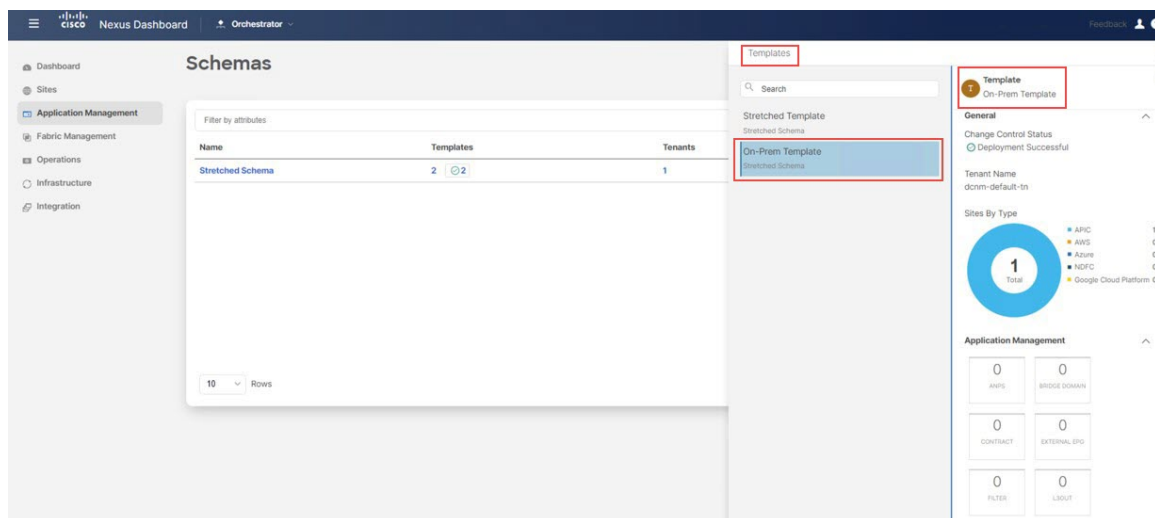 cisco Nexus Dashboard
Orchestrator
Feedback
Dashboard
Sites
Application Management
Fabric Management
Operations
Infrastructure
Integration
Schemas
Filter by attributes
Name Templates Tenants
Stretched Schema 2 2 1
10 Rows
Templates
Search
Stretched Template
Stretched Schema
On-Prem Template
Stretched Schema
T
Template
On-Prem Template
General
Change Control Status
Deployment Successful
Tenant Name
dcnm-default-tn
Sites By Type
1
Total
APIC 1
AWS
Azure
NDFC
Google Cloud Platform
Application Management
0 0
ANPS BRIDGE DOMAIN
0 0
CONTRACT EXTERNAL EPG
0 0
FILTER L3OUT